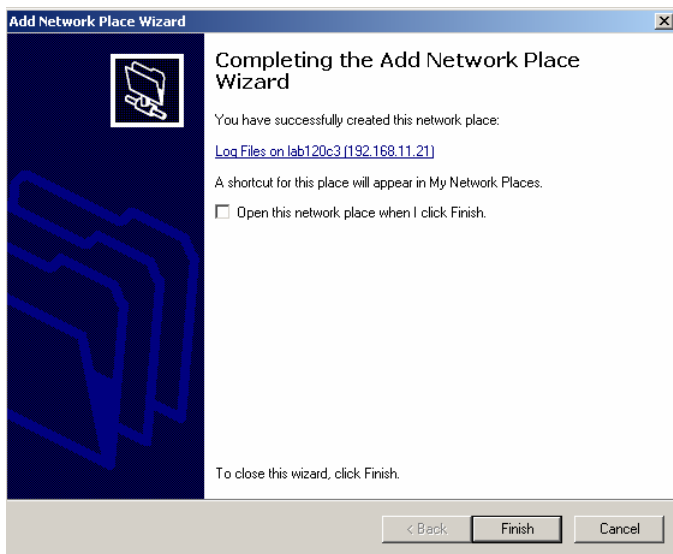 Add Network Place Wizard
Completing the Add Network Place
Wizard
You have successfully created this network place:
Log Files on lab120c3 (192.168.11.21)
A shortcut for this place will appear in My Network Places.
Open this network place when I click Finish.
To close this wizard, click Finish.
< Back Finish Cancel